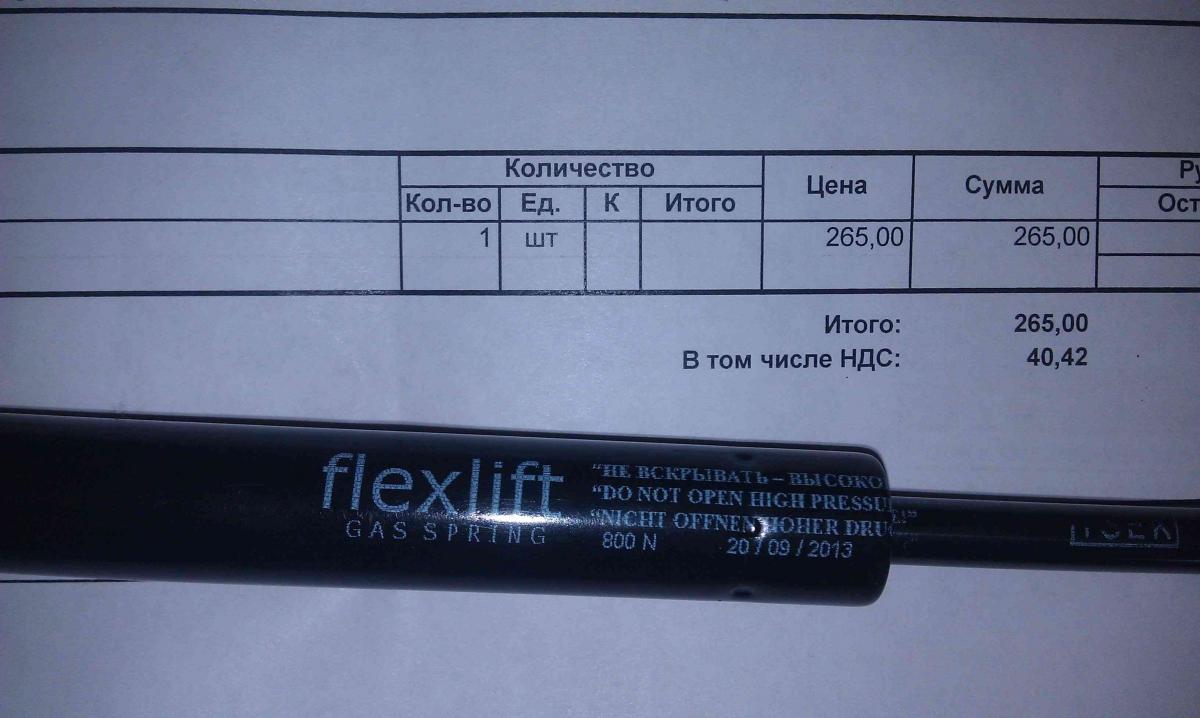 Количество
Цена
Сумма
Кол-во
Ед.
К
Итого
Ост
1
шт
265,00
265,00
Итого:
265,00
В том числе НДС:
40,42
flexlift
GAS SPRING
“НЕ ВСКРЫВАТЬ – ВЫСОКО
“DO NOT OPEN HIGH PRESSU
“NICHT OFFNEN HOHER DRU
800 N
20 / 09 / 2013